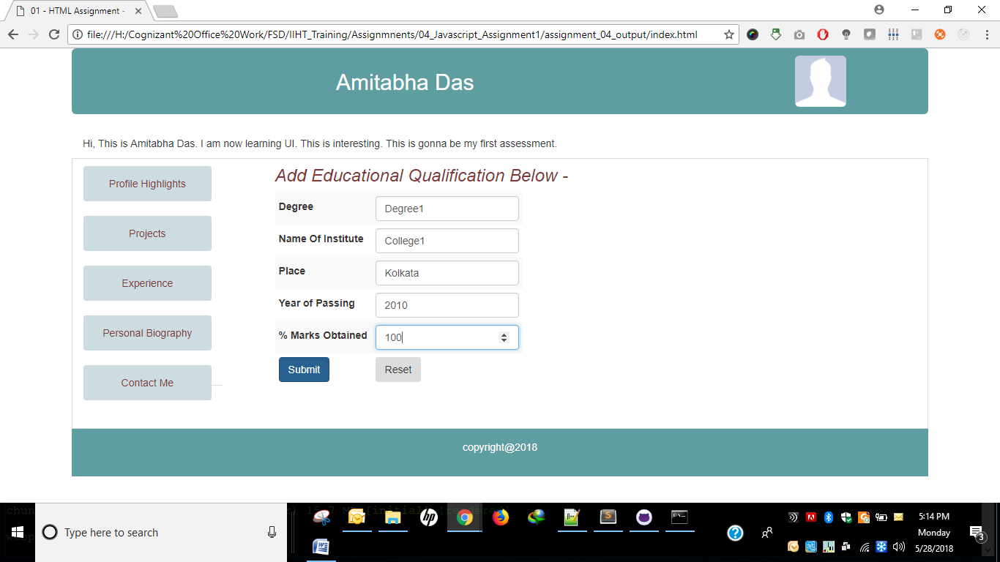 01 - HTML Assignment -
file:///H:/Cognizant%20Office%20Work/FSD/IIHT_Training/Assignmnents/04_Javascript_Assignment1/assignment_04_output/index.html
Amitabha Das
Hi, This is Amitabha Das. I am now learning UI. This is interesting. This is gonna be my first assessment.
Profile Highlights
Projects
Experience
Personal Biography
Contact Me
Add Educational Qualification Below -
Degree Degree1
Name Of Institute College1
Place Kolkata
Year of Passing 2010
% Marks Obtained 100
Submit Reset
copyright@2018
Type here to search
hp
5:14 PM
Monday
5/28/2018
3